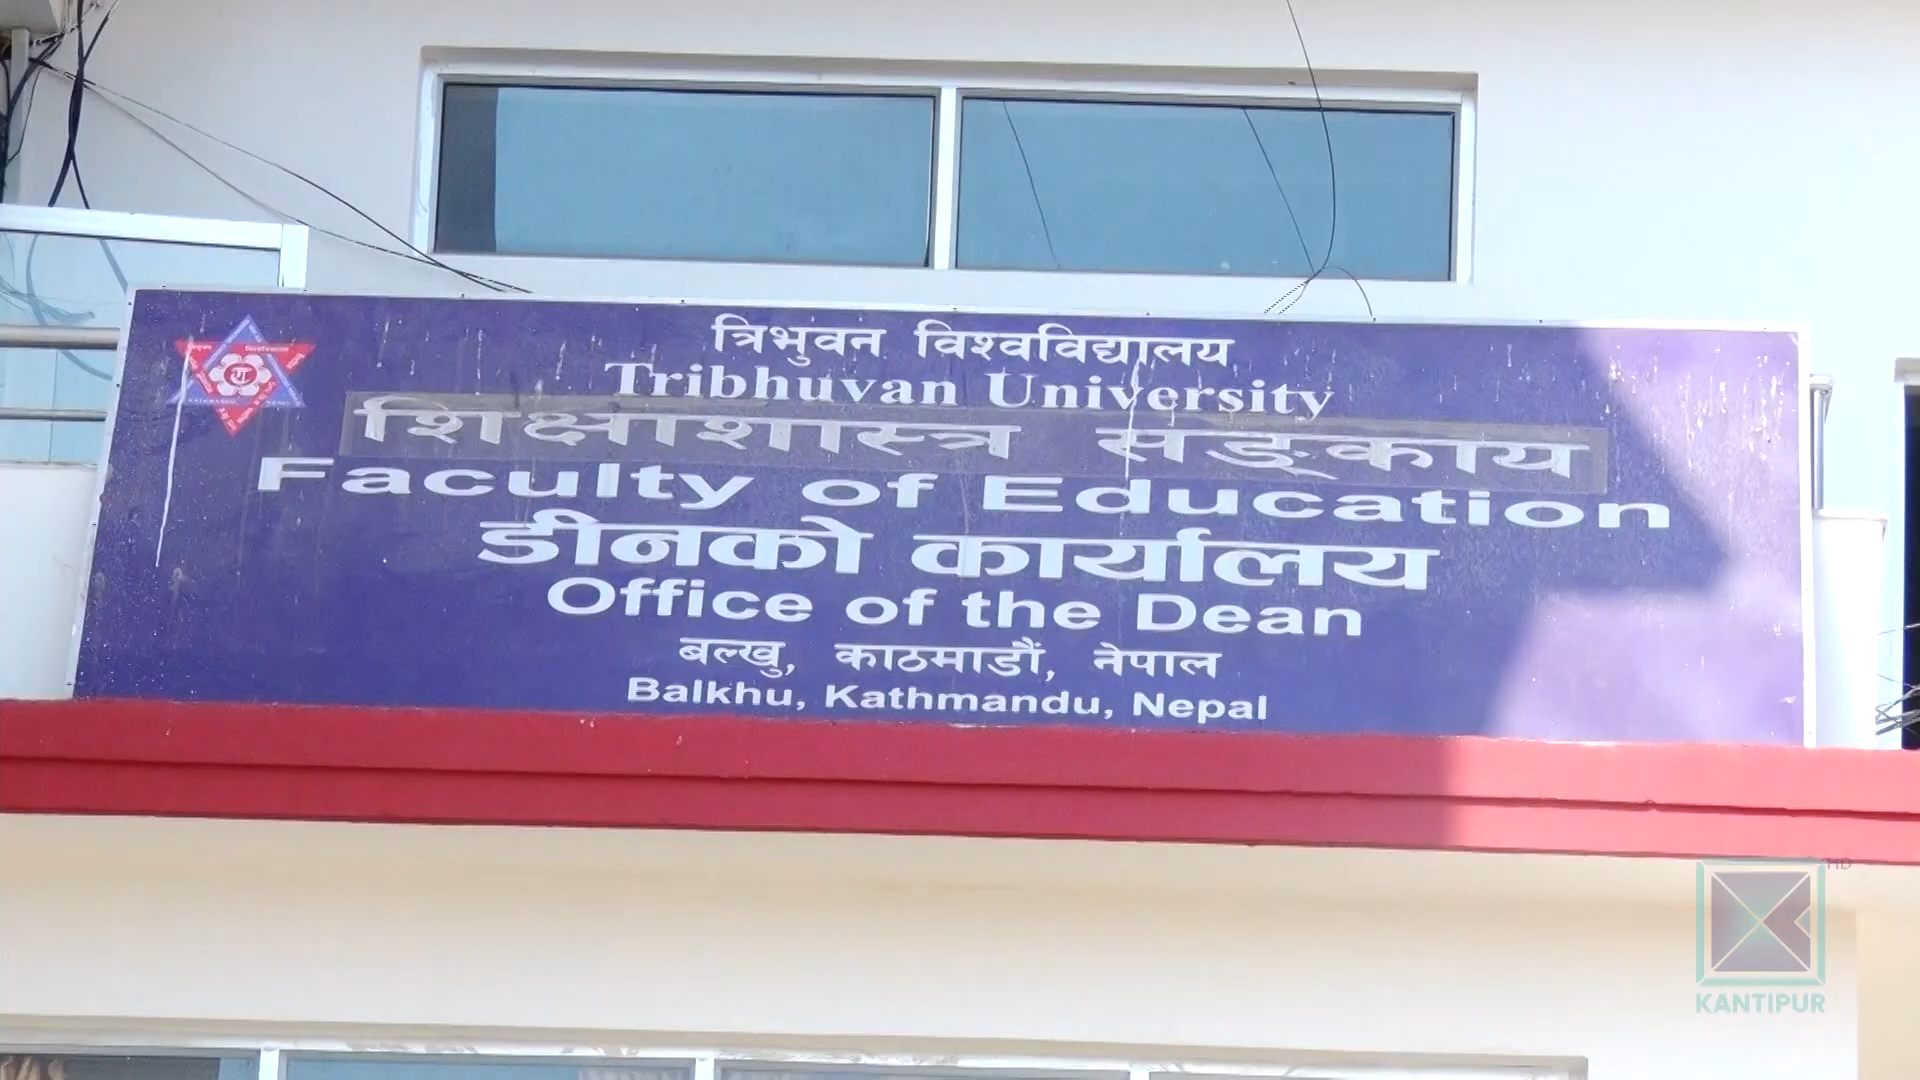 त्रिभुवन विश्वविद्यालय
Tribhuvan University
शिक्षाशास्त्र सङ्काय
Faculty of Education
डीनको कार्यालय
Office of the Dean
बल्खु, काठमाडौं, नेपाल
Balkhu, Kathmandu, Nepal
HD
KANTIPUR